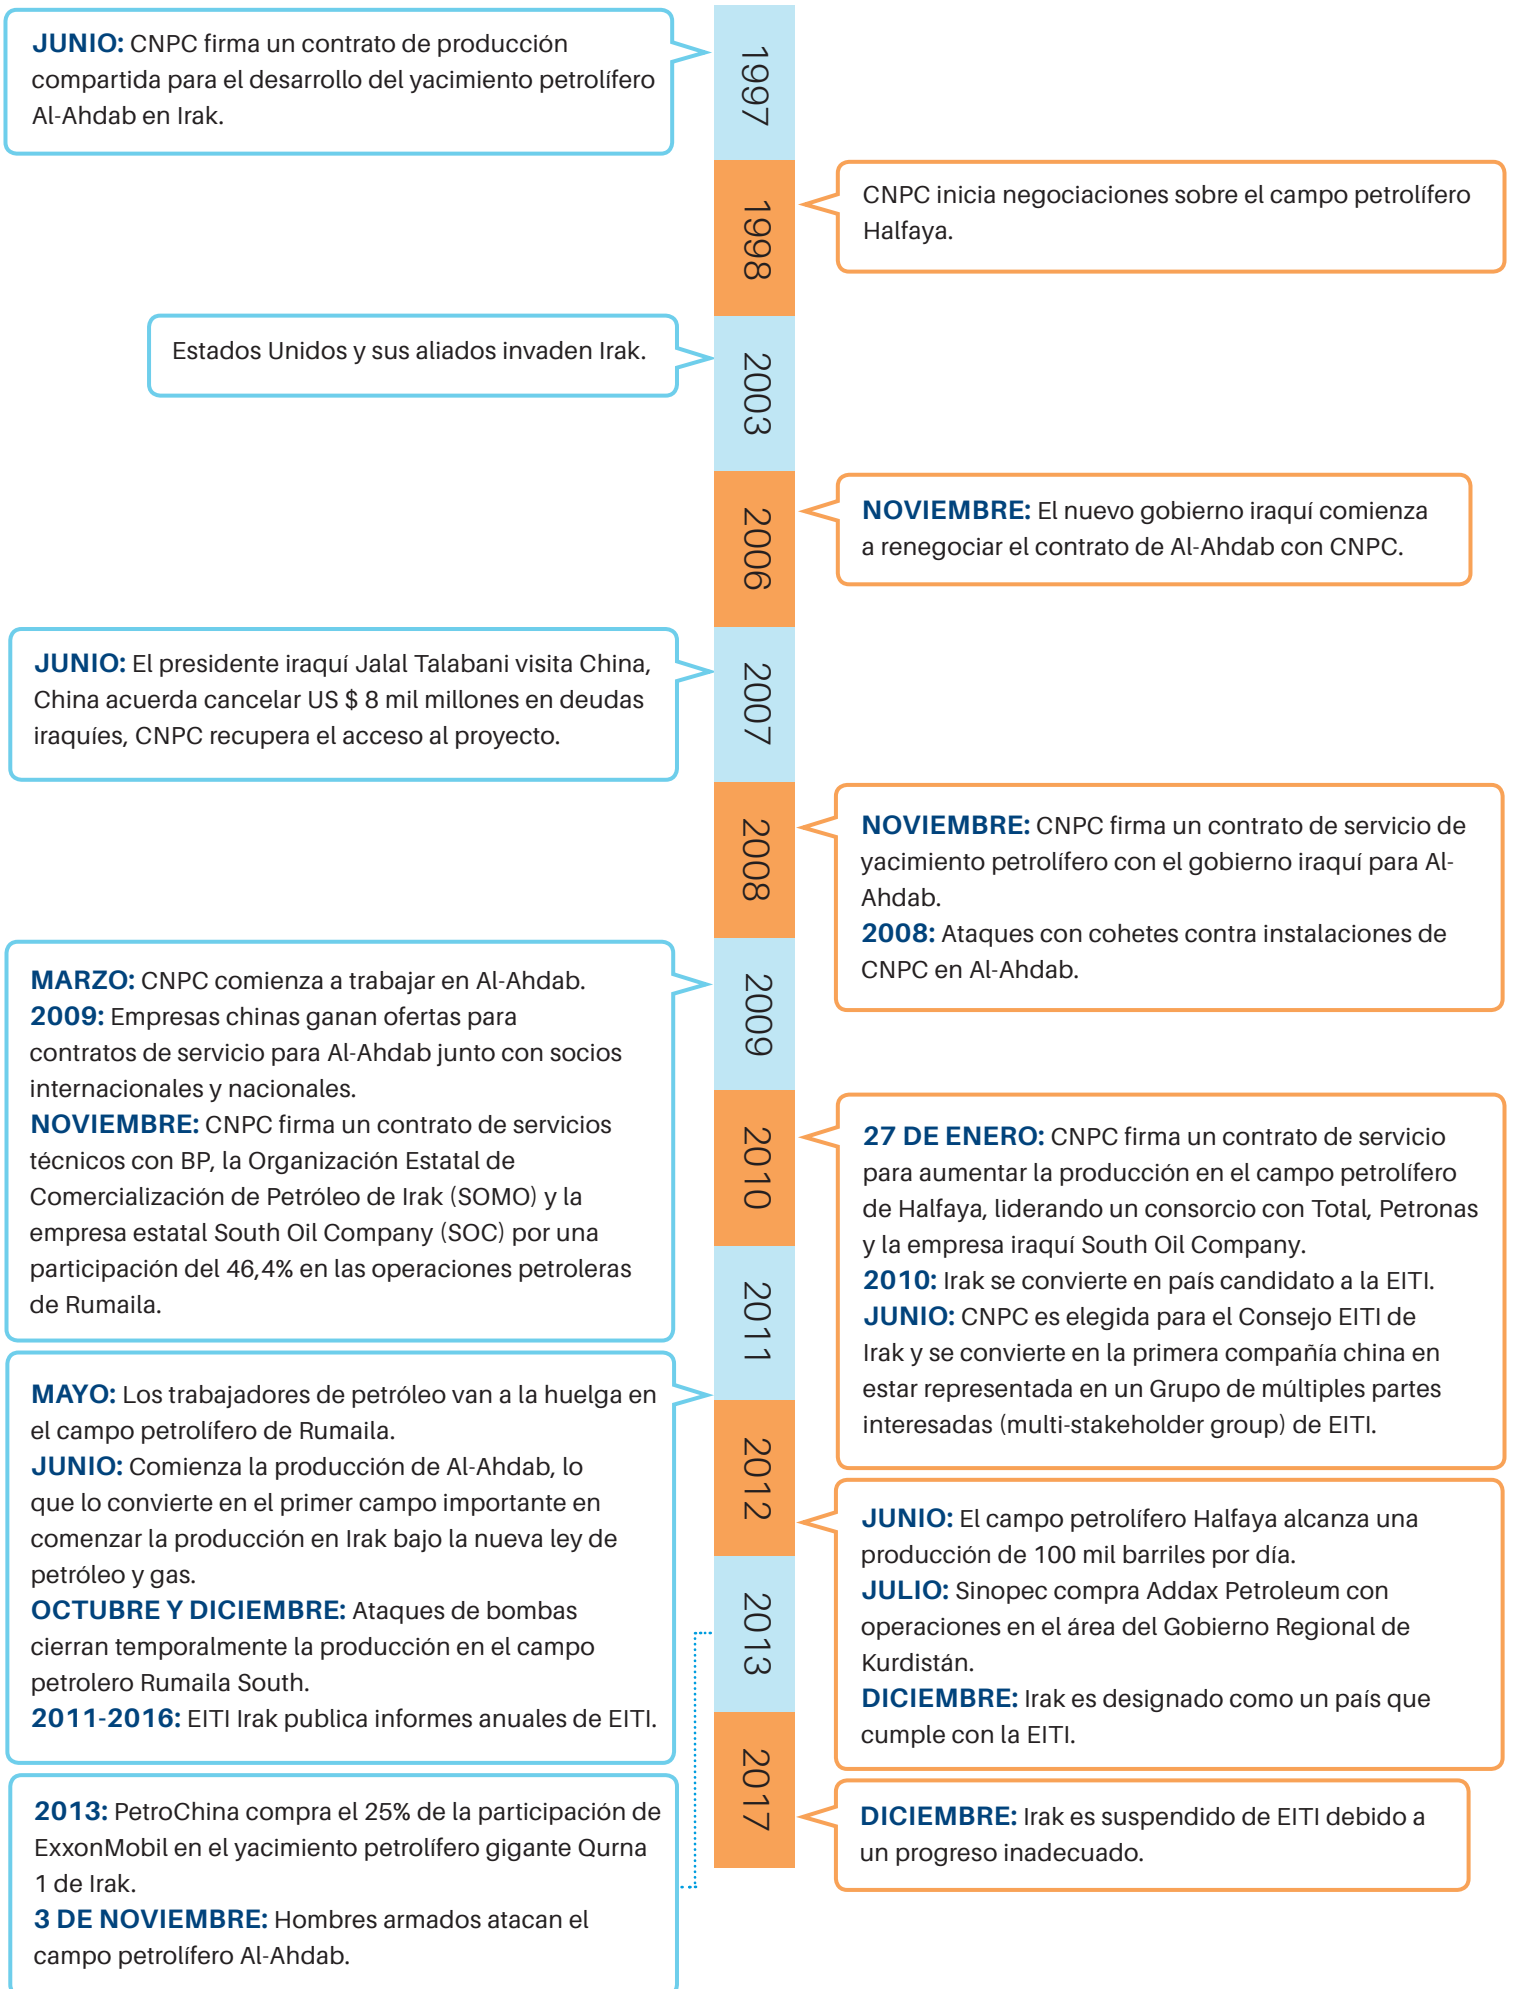 1997
JUNIO: CNPC firma un contrato de producción
compartida para el desarrollo del yacimiento petrolífero
Al-Ahdab en Irak.
1998
CNPC inicia negociaciones sobre el campo petrolífero
Halfaya.
2003
Estados Unidos y sus aliados invaden Irak.
2006
NOVIEMBRE: El nuevo gobierno iraquí comienza
a renegociar el contrato de Al-Ahdab con CNPC.
2007
JUNIO: El presidente iraquí Jalal Talabani visita China,
China acuerda cancelar US $ 8 mil millones en deudas
iraquíes, CNPC recupera el acceso al proyecto.
2008
NOVIEMBRE: CNPC firma un contrato de servicio de
yacimiento petrolífero con el gobierno iraquí para Al-
Ahdab.
2008: Ataques con cohetes contra instalaciones de
CNPC en Al-Ahdab.
2009
MARZO: CNPC comienza a trabajar en Al-Ahdab.
2009: Empresas chinas ganan ofertas para
contratos de servicio para Al-Ahdab junto con socios
internacionales y nacionales.
NOVIEMBRE: CNPC firma un contrato de servicios
técnicos con BP, la Organización Estatal de
Comercialización de Petróleo de Irak (SOMO) y la
empresa estatal South Oil Company (SOC) por una
participación del 46,4% en las operaciones petroleras
de Rumaila.
2010
27 DE ENERO: CNPC firma un contrato de servicio
para aumentar la producción en el campo petrolífero
de Halfaya, liderando un consorcio con Total, Petronas
y la empresa iraquí South Oil Company.
2010: Irak se convierte en país candidato a la EITI.
JUNIO: CNPC es elegida para el Consejo EITI de
Irak y se convierte en la primera compañía china en
estar representada en un Grupo de múltiples partes
interesadas (multi-stakeholder group) de EITI.
2011
MAYO: Los trabajadores de petróleo van a la huelga en
el campo petrolífero de Rumaila.
JUNIO: Comienza la producción de Al-Ahdab, lo
que lo convierte en el primer campo importante en
comenzar la producción en Irak bajo la nueva ley de
petróleo y gas.
OCTUBRE Y DICIEMBRE: Ataques de bombas
cierran temporalmente la producción en el campo
petrolero Rumaila South.
2011-2016: EITI Irak publica informes anuales de EITI.
2012
JUNIO: El campo petrolífero Halfaya alcanza una
producción de 100 mil barriles por día.
JULIO: Sinopec compra Addax Petroleum con
operaciones en el área del Gobierno Regional de
Kurdistán.
DICIEMBRE: Irak es designado como un país que
cumple con la EITI.
2013
2013: PetroChina compra el 25% de la participación de
ExxonMobil en el yacimiento petrolífero gigante Qurna
1 de Irak.
3 DE NOVIEMBRE: Hombres armados atacan el
campo petrolífero Al-Ahdab.
2017
DICIEMBRE: Irak es suspendido de EITI debido a
un progreso inadecuado.